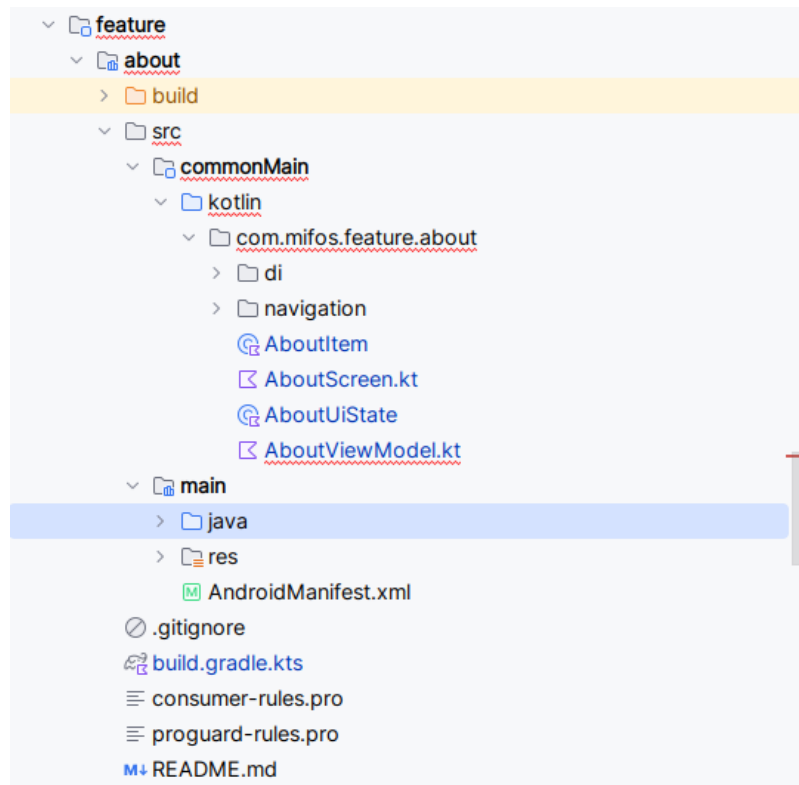 feature
about
build
src
commonMain
kotlin
com.mifos.feature.about
di
navigation
AboutItem
AboutScreen.kt
AboutUiState
AboutViewModel.kt
main
java
res
M AndroidManifest.xml
.gitignore
build.gradle.kts
consumer-rules.pro
proguard-rules.pro
M↓ README.md